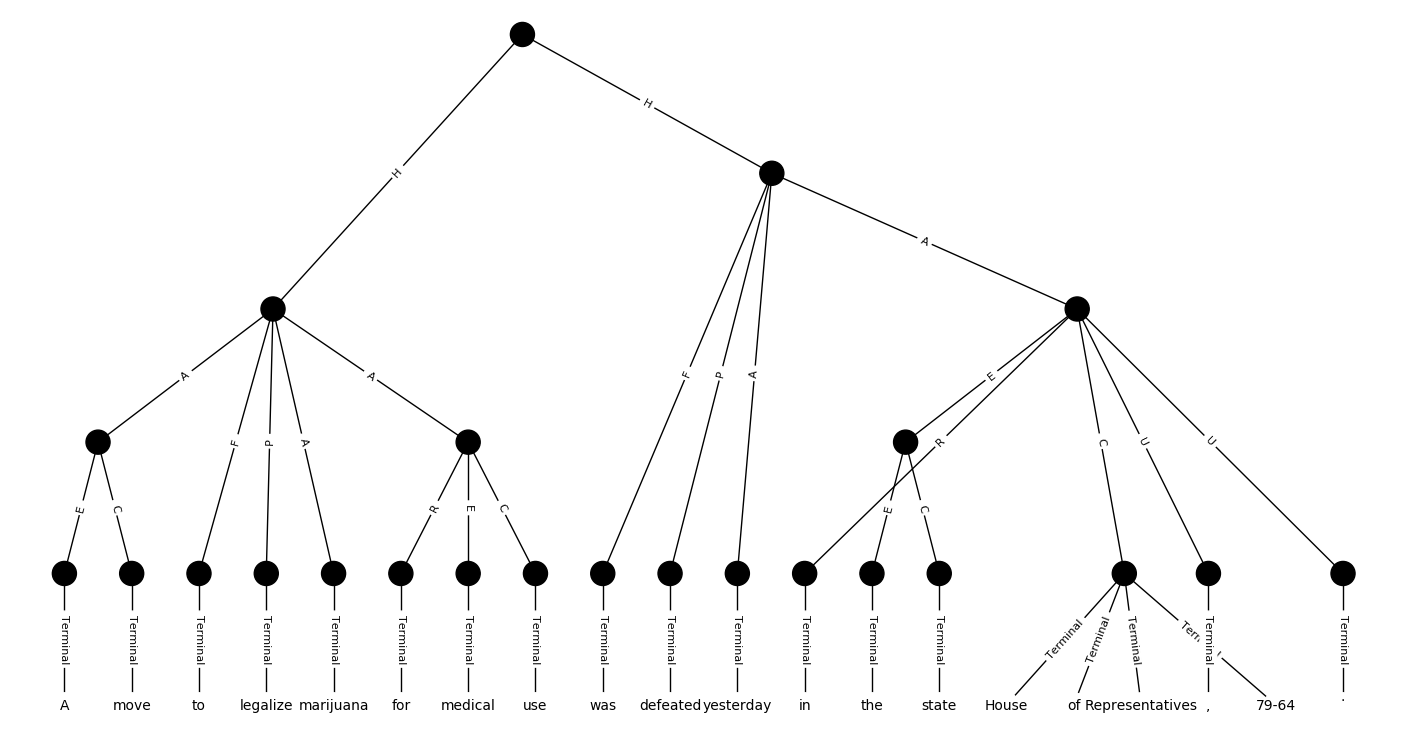 H
H
A
A
A
F
P
A
F
P
A
A
E
R
C
U
U
E
C
R
E
C
E
C
Terminal Terminal Terminal Terminal Terminal Terminal Terminal Terminal Terminal Terminal Terminal Terminal Terminal Terminal Terminal Terminal Terminal Terminal Terminal
A move to legalize marijuana for medical use was defeated yesterday in the state House of Representatives , 79-64 .